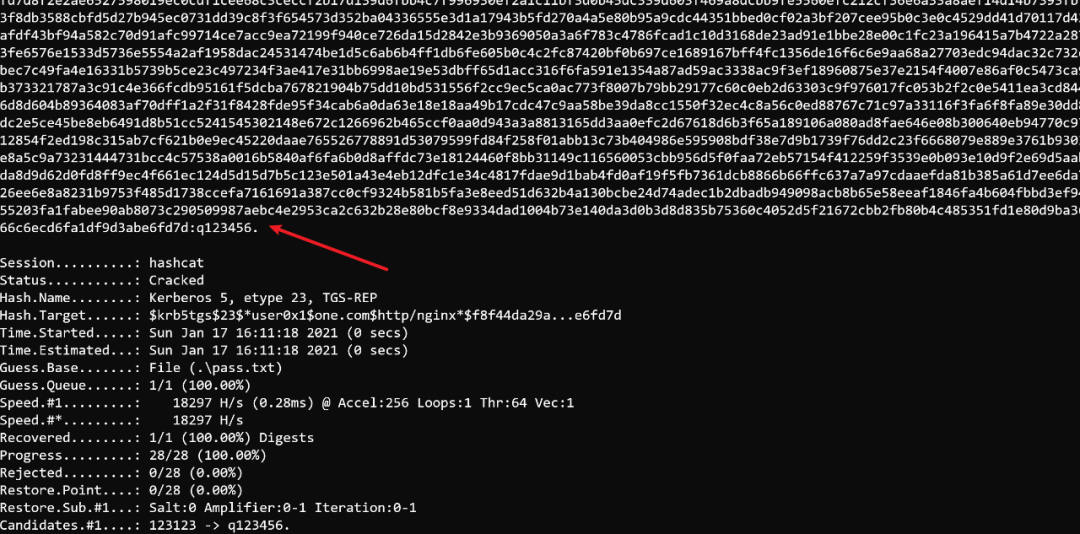 3f8db3588cbfd5d27b945ec0731dd39c8f3f654573d352ba04336555e3d1a17943b5fd270a4a5e80b95a9cdc44351bbed0cf02a3bf207cee95b0c3e0c4529dd41d70117d4
afdf43bf94a582c70d91afc99714ce7acc9ea72199f940ce726da15d2842e3b9369050a3a6f783c4786fcad1c10d3168de23ad91e1bbe28e00c1fc23a196415a7b4722a28
3fe6576e1533d5736e5554a2af1958dac24531474be1d5c6ab6b4ff1db6fe605b0c4c2fc87420bf0b697ce1689167bff4fc1356de16f6c6e9aa68a27703edc94dac32c732
bec7c49fa4e16331b5739b5ce23c497234f3ae417e31bb6998ae19e53dbff65d1acc316f6fa591e1354a87ad59ac3338ac9f3ef18960875e37e2154f4007e86af0c5473ca
b373321787a3c91c4e366fcdb95161f5dcba767821904b75dd10bd531556f2cc9ec5ca0ac773f8007b79bb29177c60c0eb2d63303c9f976017fc053b2f2c0e5411ea3cd84
6d8d604b89364083af70dff1a2f31f8428fde95f34cab6a0da63e18e18aa49b17cdc47c9aa58be39da8cc1550f32ec4c8a56c0ed88767c71c97a33116f3fa6f8fa89e30dd
dc2e5ce45be8eb6491d8b51cc5241545302148e672c1266962b465ccf0aa0d943a3a8813165dd3aa0efc2d67618d6b3f65a189106a080ad8fae646e08b300640eb94770c9
12854f2ed198c315ab7cf621b0e9ec45220daae765526778891d53079599fd84f258f01abb13c73b404986e595908bdf38e7d9b1739f76dd2c23f6668079e889e3761b930
e8a5c9a73231444731bcc4c57538a0016b5840af6fa6b0d8affdc73e18124460f8bb31149c116560053cbb956d5f0faa72eb57154f412259f3539e0b093e10d9f2e69d5aa
da8d9d62d0fd8ff9ec4f661ec124d5d15d7b5c123e501a43e4eb12dfc1e34c4817fdae9d1bab4fd0af19f5fb7361dcb8866b66ffc637a7a97cdaaefda81b385a61d7ee6da
26ee6e8a8231b9753f485d1738ccefa7161691a387cc0cf9324b581b5fa3e8eed51d632b4a130bcbe24d74adec1b2dbadb949098acb8b65e58eeaf1846fa4b604fbbd3ef9
55203fa1fabee90ab8073c290509987aebc4e2953ca2c632b28e80bcf8e9334dad1004b73e140da3d0b3d8d835b75360c4052d5f21672cbb2fb80b4c485351fd1e80d9ba3
66c6ecd6fa1df9d3abe6fd7d:q123456.
Session..........: hashcat
Status...........: Cracked
Hash.Name........: Kerberos 5, etype 23, TGS-REP
Hash.Target......: $krb5tgs$23$*user0x1$one.com$http/nginx*$f8f44da29a...e6fd7d
Time.Started.....: Sun Jan 17 16:11:18 2021 (0 secs)
Time.Estimated...: Sun Jan 17 16:11:18 2021 (0 secs)
Guess.Base.......: File (.\pass.txt)
Guess.Queue......: 1/1 (100.00%)
Speed.#1.........:    18297 H/s (0.28ms) @ Accel:256 Loops:1 Thr:64 Vec:1
Speed.#*.........:    18297 H/s
Recovered........: 1/1 (100.00%) Digests
Progress.........: 28/28 (100.00%)
Rejected.........: 0/28 (0.00%)
Restore.Point....: 0/28 (0.00%)
Restore.Sub.#1...: Salt:0 Amplifier:0-1 Iteration:0-1
Candidates.#1....: 123123 -> q123456.